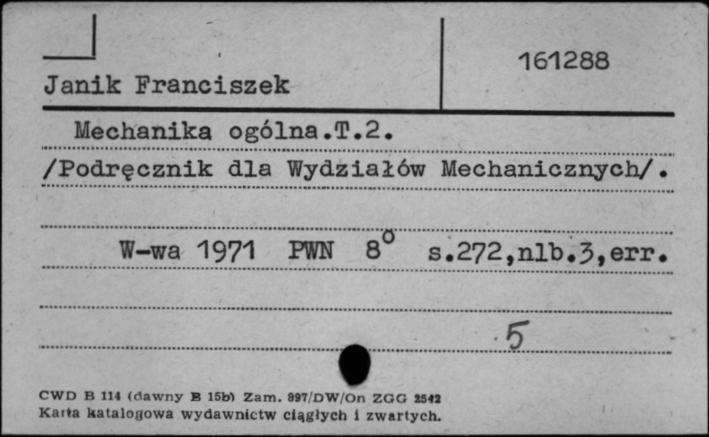 161288
Janik Franciszek
Mechanika ogólna.T.2.
/Podręcznik dla Wydziałów Mechanicznych/.
W-wa 1971 PWN 8° s.272,nlb.3,err.
5
CWD B 114 (dawny B 15b) Zam. 897/DW/On ZGG 2542
Karta katalogowa wydawnictw ciągłych i zwartych.